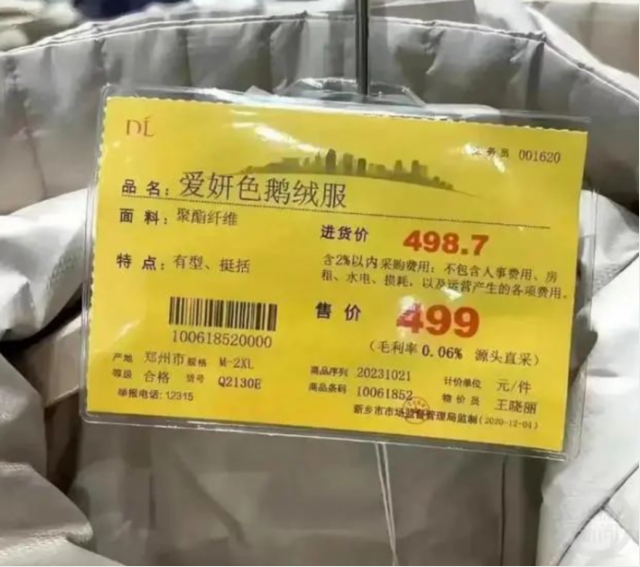 DL
务员 001620
品名：爱妍色鹅绒服
面料：聚酯纤维
特点：有型、挺括
进货价 498.7
含2%以内采购费用；不包含人事费用、房
租、水电、损耗，以及运营产生的各项费用。
售价 499
（毛利率 0.06% 源头直采）
100618520000
产地 郑州市 规格 M-2XL
等级 合格 货号 Q2130E
举报电话: 12315
商品序列 20231021 计价单位 元/件
商品条码 10061852 物价员 王晓丽
新乡市市场监督管理局监制(2020-12-04)